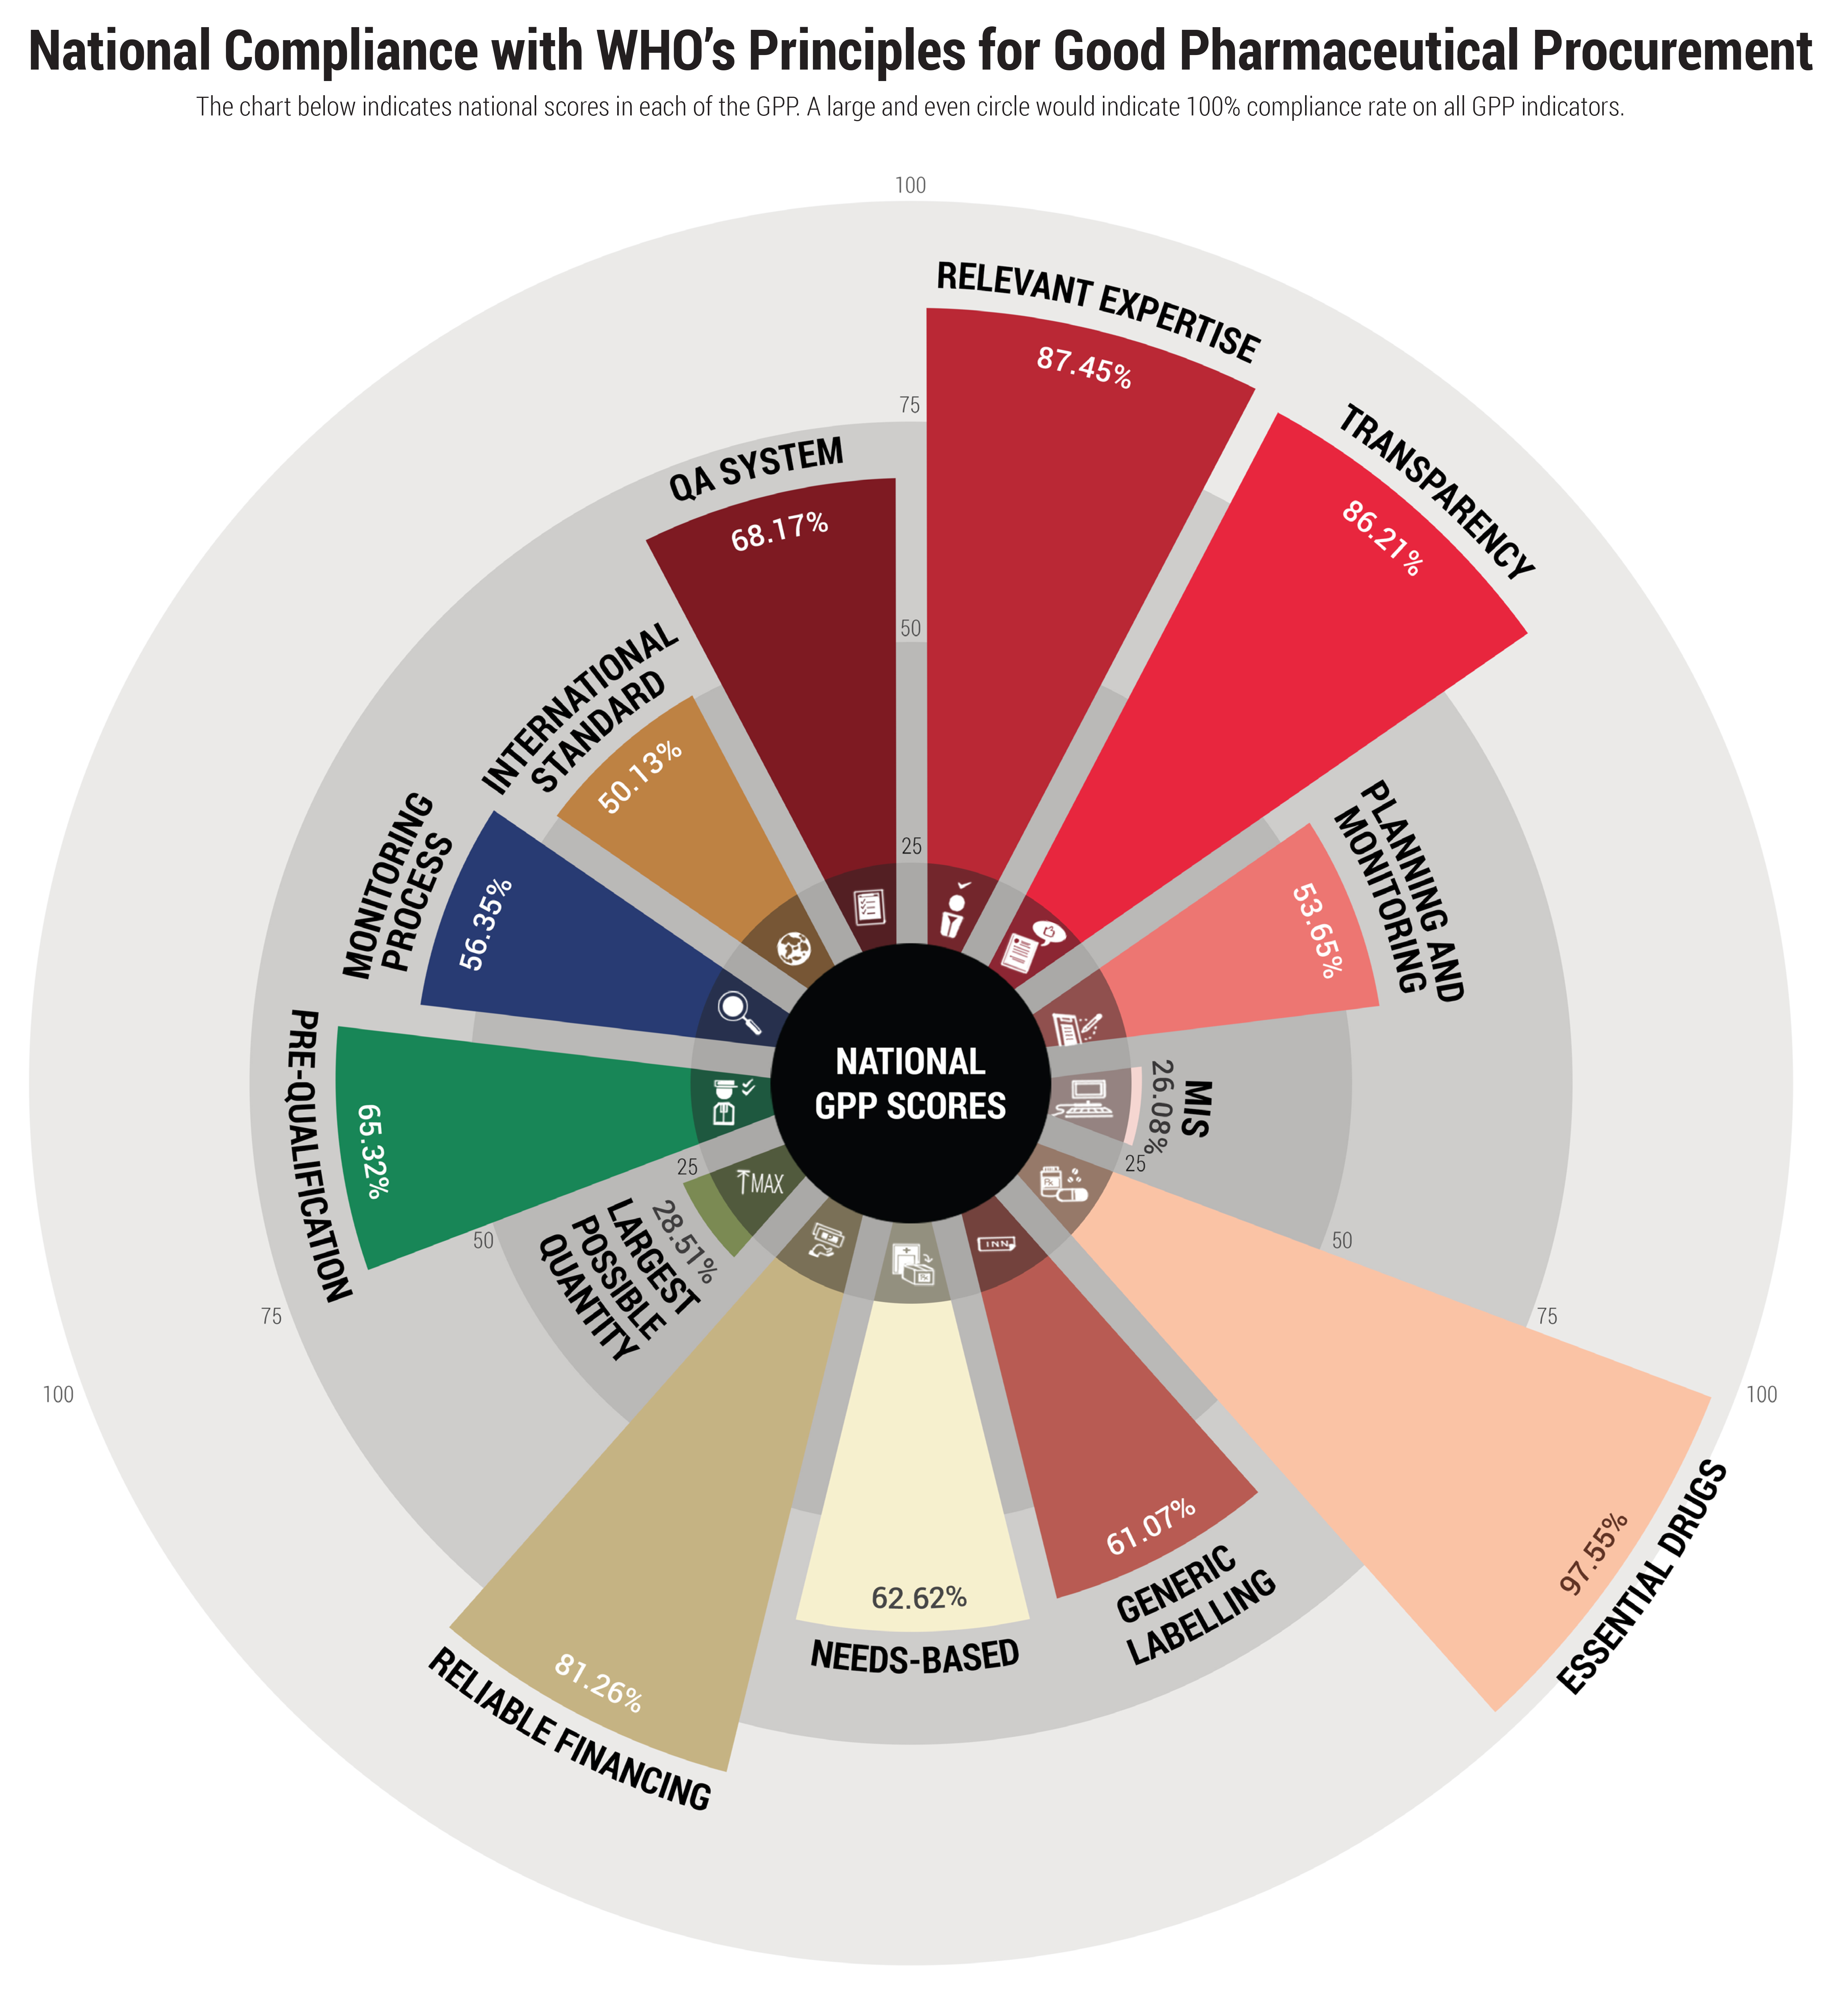 National Compliance with WHO’s Principles for Good Pharmaceutical Procurement
The chart below indicates national scores in each of the GPP. A large and even circle would indicate 100% compliance rate on all GPP indicators.
100
75
50
25
RELEVANT EXPERTISE
87.45%
TRANSPARENCY
86.21%
PLANNING AND
MONITORING
53.65%
MIS
26.08%
25
50
75
100
ESSENTIAL DRUGS
97.55%
Rx
GENERIC
LABELLING
61.07%
INN
NEEDS-BASED
62.62%
Rx
RELIABLE FINANCING
81.26%
LARGEST
POSSIBLE
QUANTITY
28.51%
MAX
25
50
75
100
PRE-QUALIFICATION
65.32%
MONITORING
PROCESS
56.35%
INTERNATIONAL
STANDARD
50.13%
QA SYSTEM
68.17%
NATIONAL
GPP SCORES